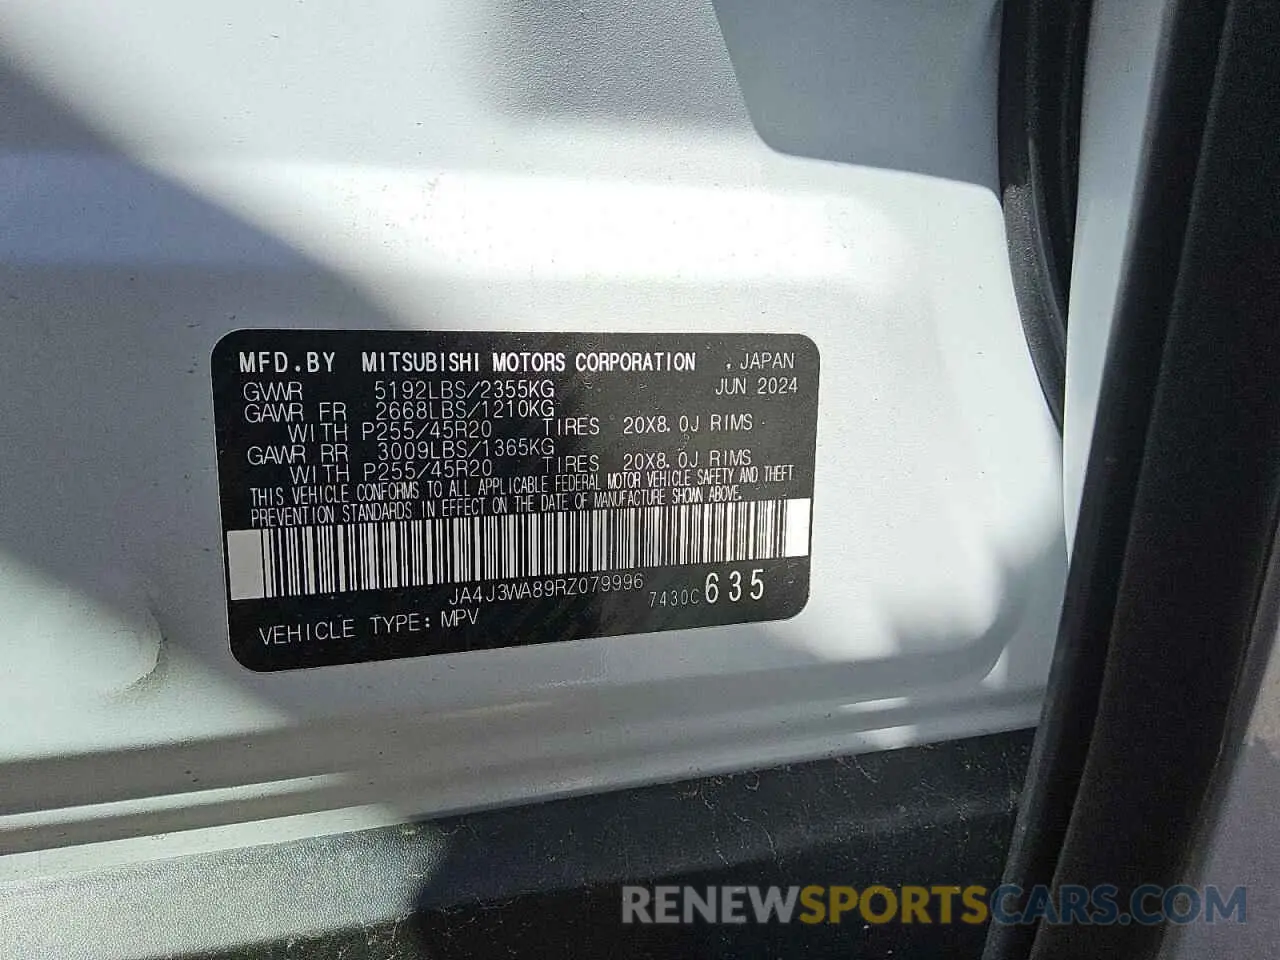 MFD.BY MITSUBISHI MOTORS CORPORATION , JAPAN
GVWR 5192LBS/2355KG JUN 2024
GAWR FR 2668LBS/1210KG
WITH P255/45R20 TIRES 20X8.0J RIMS
GAWR RR 3009LBS/1365KG
WITH P255/45R20 TIRES 20X8.0J RIMS
THIS VEHICLE CONFORMS TO ALL APPLICABLE FEDERAL MOTOR VEHICLE SAFETY AND THEFT
PREVENTION STANDARDS IN EFFECT ON THE DATE OF MANUFACTURE SHOWN ABOVE.
JA4J3WA89RZ079996 7430C 635
VEHICLE TYPE: MPV
RENEWSPORTSCARS.COM